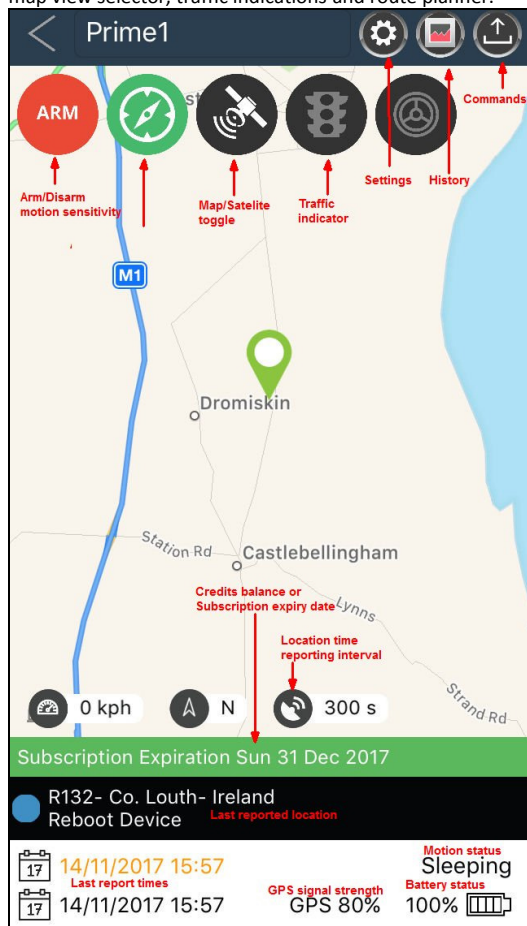 map view selector, traffic indications and route planner.
Prime1
Commands
ARM
Settings
History
Arm/Disarm
motion sensitivity
Map/Satelite
toggle
Traffic
indicator
M1
Dromiskin
Station Rd
Castlebellingham
Credits balance or
Subscription expiry date
Lynns
Location time
reporting interval
Strand Rd
0 kph
N
300 s
Subscription Expiration Sun 31 Dec 2017
R132- Co. Louth- Ireland
Reboot Device
Last reported location
Motion status
17
14/11/2017 15:57
Sleeping
Last report times
GPS signal strength
Battery status
17
14/11/2017 15:57
GPS 80%
100%